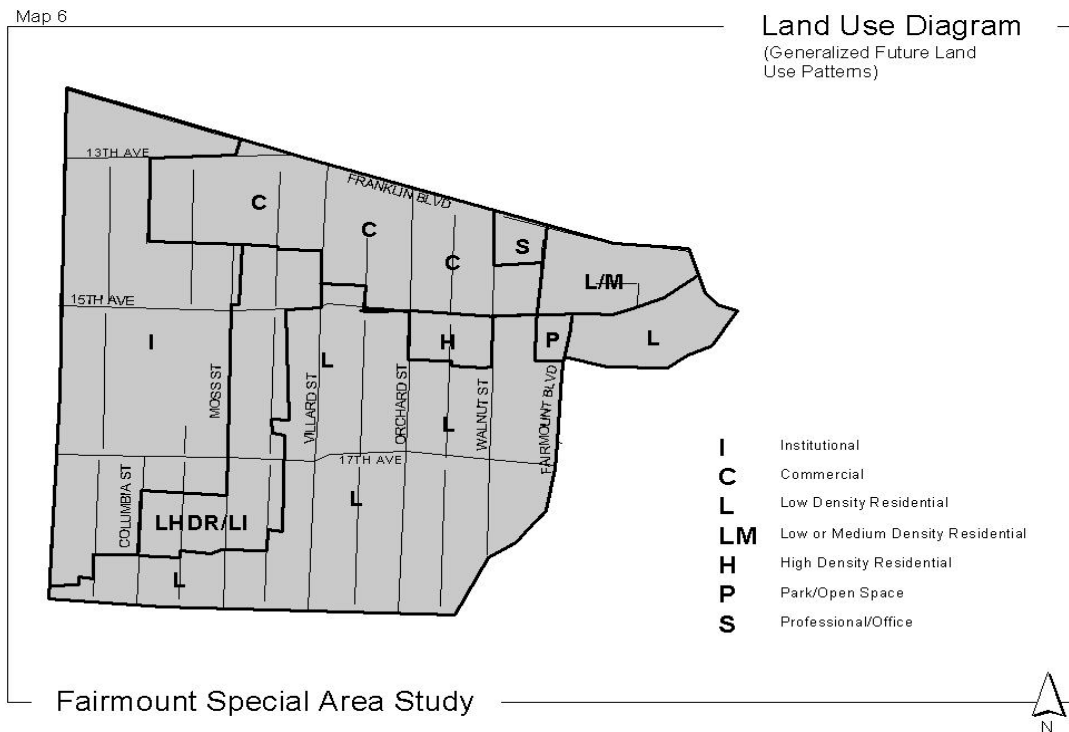 Map 6
Land Use Diagram
(Generalized Future Land
Use Patterns)
13TH AVE
FRANKLIN BLVD
C
C
C
S
L/M
15TH AVE
I
MOSS ST
L
VILLARD ST
ORCHARD ST
H
WALNUT ST
P
L
FAIRMOUNT BLVD
L
17TH AVE
COLUMBIA ST
L
LHDR/LI
L
I Institutional
C Commercial
L Low Density Residential
LM Low or Medium Density Residential
H High Density Residential
P Park/Open Space
S Professional/Office
Fairmount Special Area Study
N